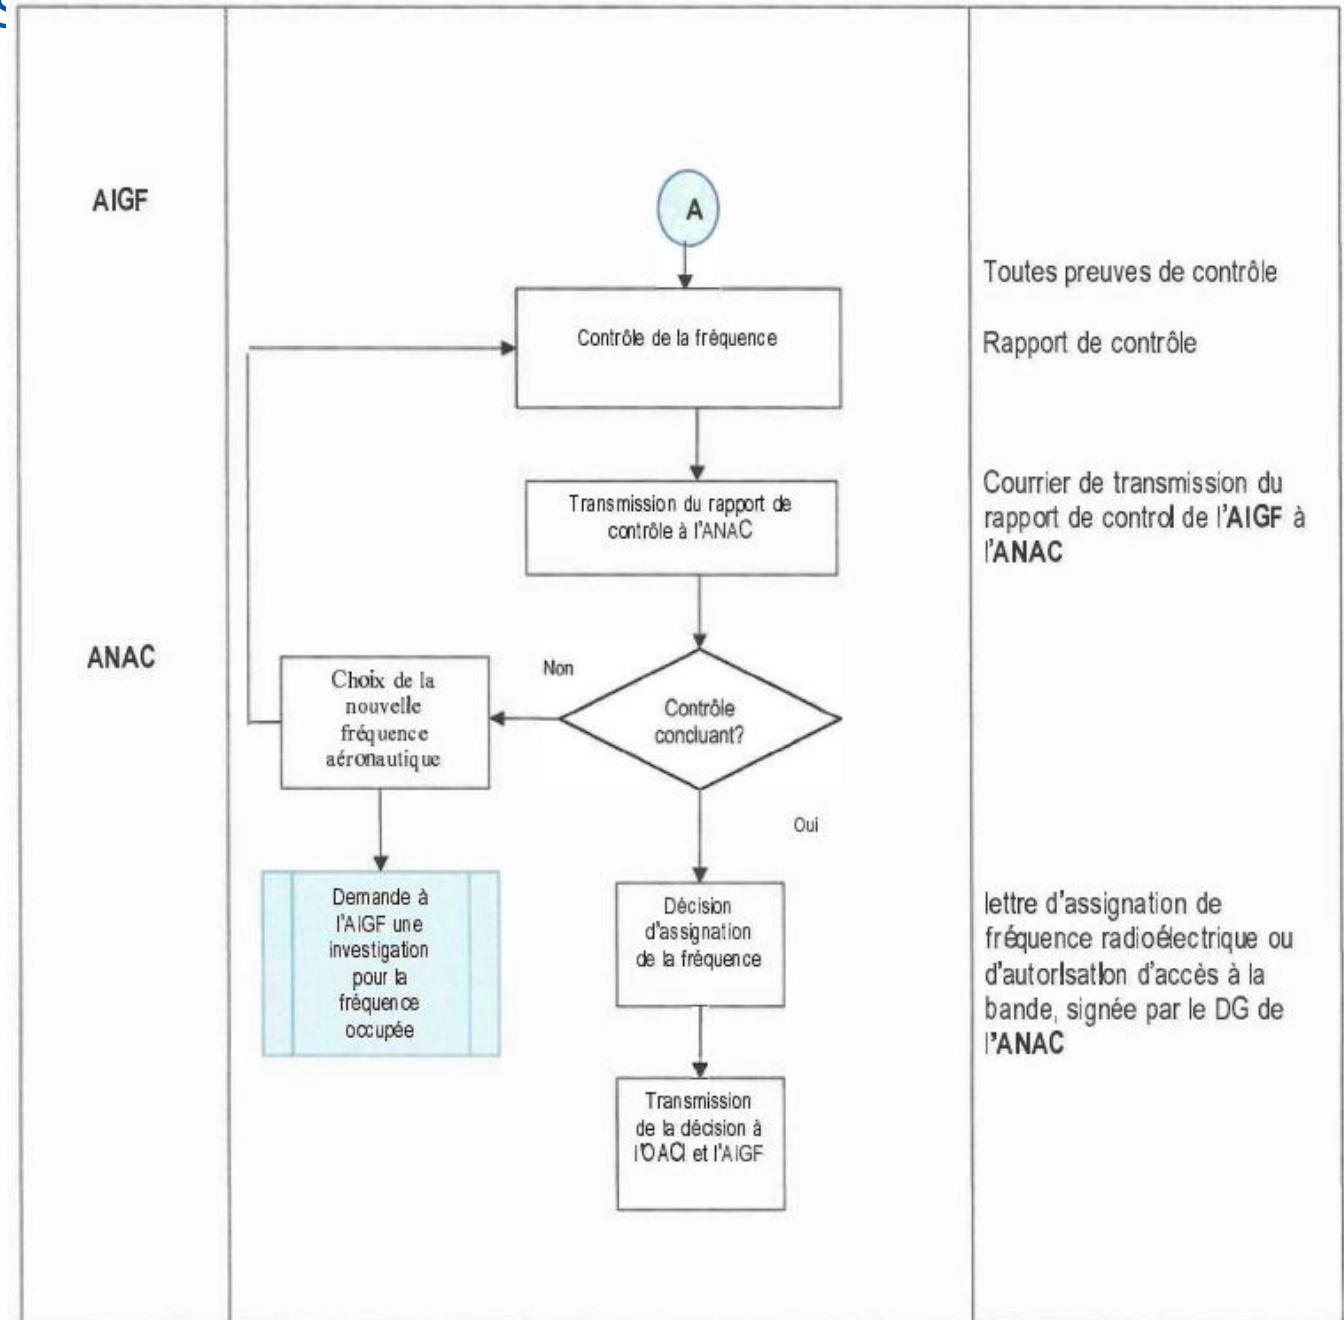 AIGF
A
Contrôle de la fréquence
Toutes preuves de contrôle
Rapport de contrôle
Transmission du rapport de
contrôle à l'ANAC
Courrier de transmission du
rapport de control de l'AIGF à
l'ANAC
ANAC
Non
Choix de la
nouvelle
fréquence
aéronautique
Contrôle
concluant?
Oui
Demande à
l'AIGF une
investigation
pour la
fréquence
occupée
Décision
d'assignation
de la fréquence
lettre d'assignation de
fréquence radioélectrique ou
d'autorisation d'accès à la
bande, signée par le DG de
l'ANAC
Transmission
de la décision à
l'OACI et l'AIGF